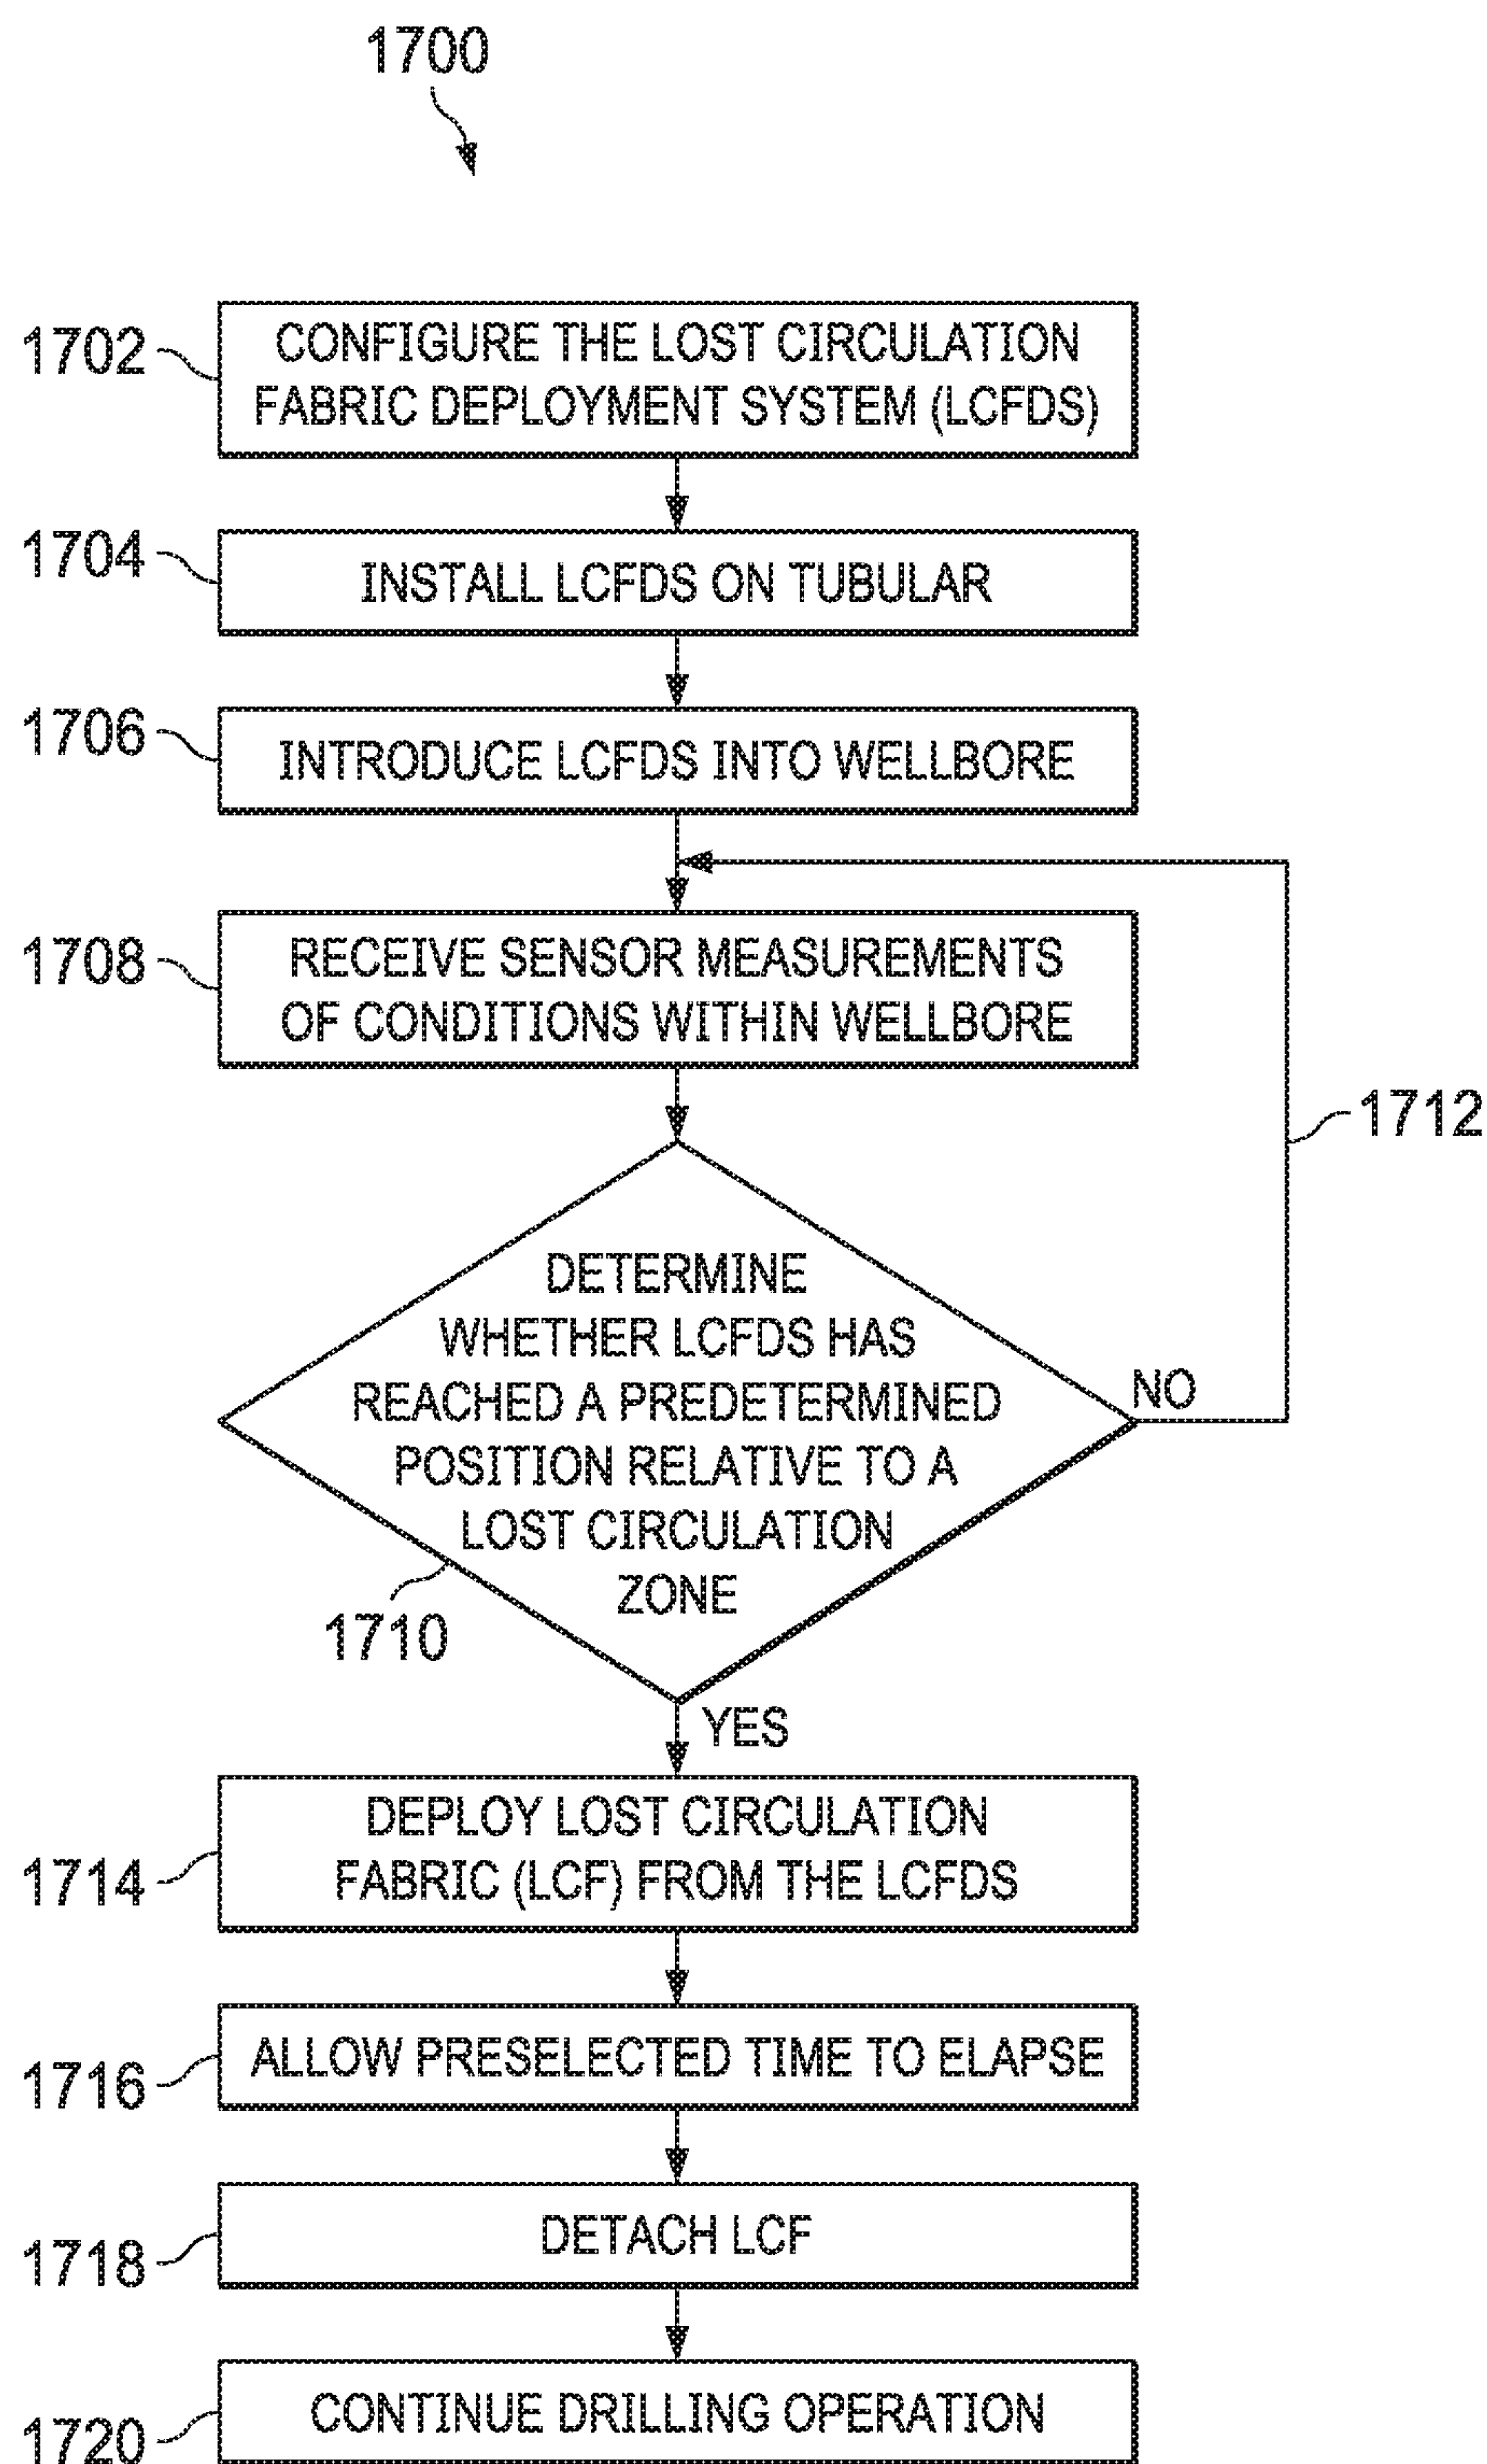 1700
1702
CONFIGURE THE LOST CIRCULATION
FABRIC DEPLOYMENT SYSTEM (LCFDS)
1704
INSTALL LCFDS ON TUBULAR
1706
INTRODUCE LCFDS INTO WELLBORE
1708
RECEIVE SENSOR MEASUREMENTS
OF CONDITIONS WITHIN WELLBORE
1712
DETERMINE
WHETHER LCFDS HAS
REACHED A PREDETERMINED
POSITION RELATIVE TO A
LOST CIRCULATION
ZONE
NO
1710
YES
1714
DEPLOY LOST CIRCULATION
FABRIC (LCF) FROM THE LCFDS
1716
ALLOW PRESELECTED TIME TO ELAPSE
1718
DETACH LCF
1720
CONTINUE DRILLING OPERATION